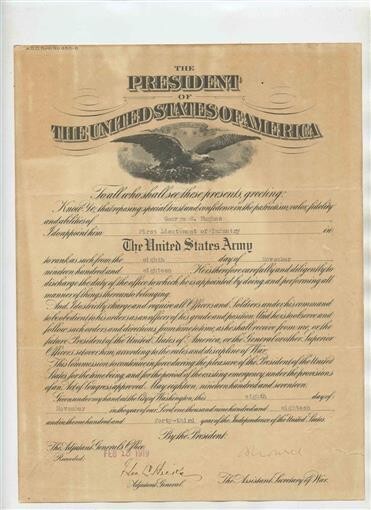 THE
PRESIDENT
OF
THE UNITED STATES OF AMERICA
To all who shall see these presents, greeting:
Know Ye, that reposing special trust and confidence in the patriotism, valor, fidelity
and abilities of George S. Hughes
I do appoint him First Lieutenant of Infantry in
The United States Army
to rank as such from the eighth day of November
nineteen hundred and eighteen. He is therefore carefully and diligently to
discharge the duty of the office to which he is appointed by doing and performing all
manner of things thereunto belonging.
And I do strictly charge and require all Officers and Soldiers under his command
to be obedient to his orders as an officer of his grade and position. And he is to observe and
follow such orders and directions, from time to time, as he shall receive from me, or the
future President of the United States of America, or the General or other Superior
Officers set over him, according to the rules and discipline of War.
This Commission to continue in force during the pleasure of the President of the United
States, for the time being, and for the period of the existing emergency under the provisions
of an Act of Congress approved May eighteen, nineteen hundred and seventeen.
Given under my hand at the City of Washington, this eighth day of
November in the year of our Lord one thousand nine hundred and eighteen
and in the one hundred and forty-third year of the Independence of the United States.
By the President:
The Adjutant General's Office
Recorded: FEB 18 1919
Adjutant General.
The Assistant Secretary of War.